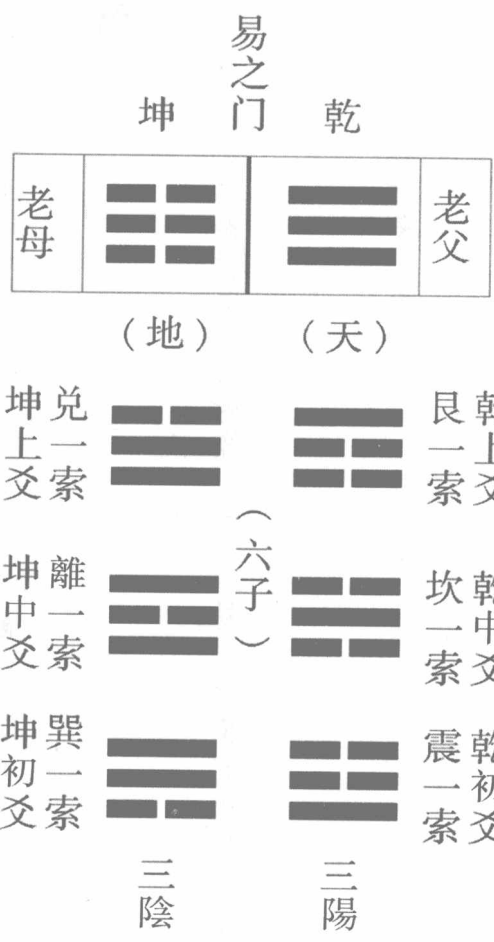 易之门
乾
坤
老父
老母
（天）
（地）
乾上爻
艮一索
兑一索
坤上爻
（六子）
乾中爻
坎一索
離一索
坤中爻
乾初爻
震一索
巽一索
坤初爻
三陽
三陰